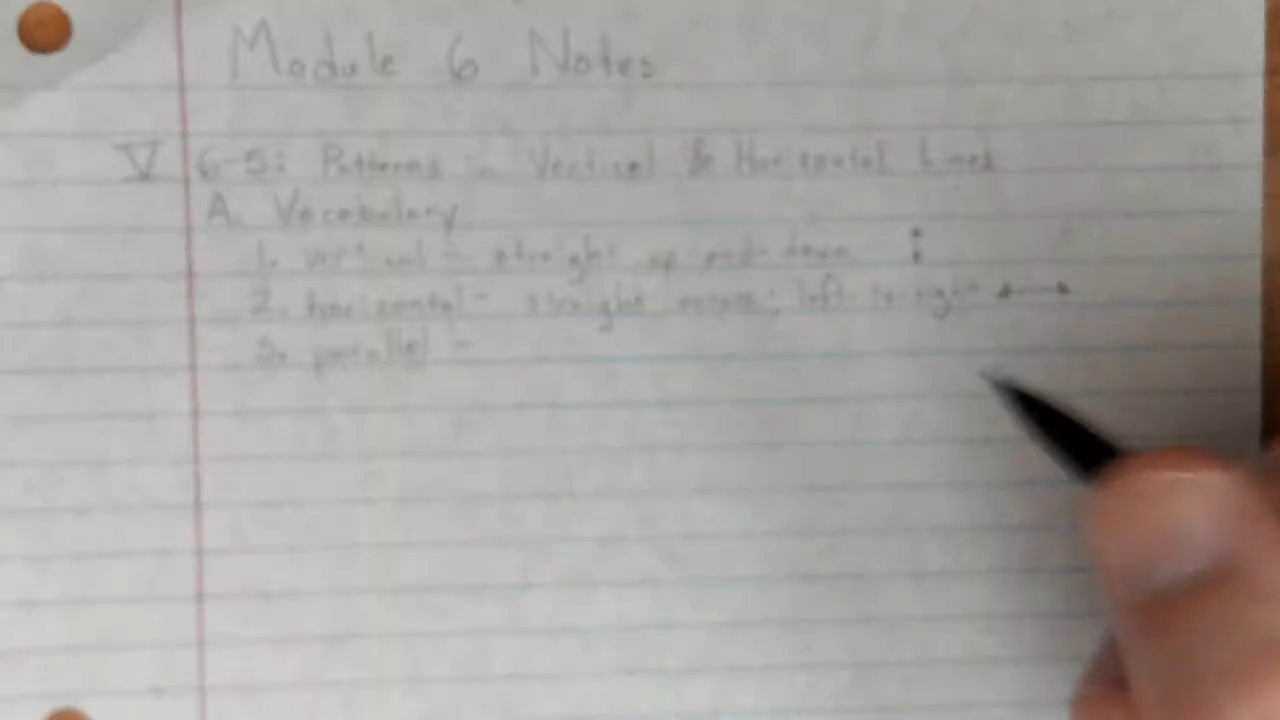 Module 6 Notes
V 6-5: Patterns in Vertical & Horizontal Lines
A. Vocabulary
1. vertical - straight up and down
2. horizontal - straight across; left to right
3. parallel -